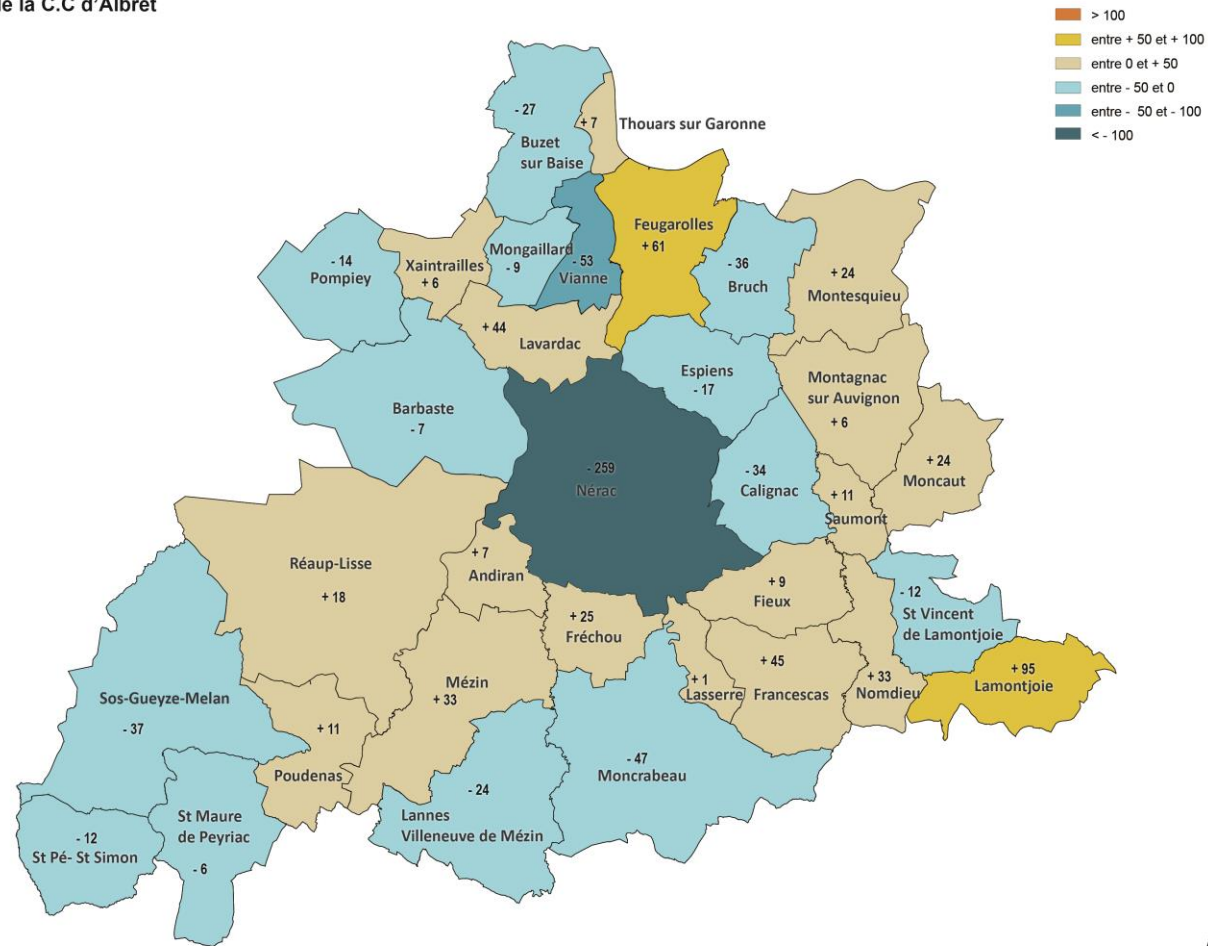 e la C.C d'Albret
> 100
entre + 50 et + 100
entre 0 et + 50
entre - 50 et 0
entre - 50 et - 100
< - 100
- 27
Buzet
sur Baise
+ 7
Thouars sur Garonne
Feugarolles
+ 61
- 14
Pompiey
Xaintrailles
+ 6
Mongaillard
- 9
- 53
Vianne
- 36
Bruch
+ 24
Montesquieu
+ 44
Lavardac
Espiens
- 17
Montagnac
sur Auvignon
+ 6
Barbaste
- 7
- 259
Nérac
- 34
Calignac
+ 24
Moncaut
+ 11
Saumont
Réaup-Lisse
+ 18
+ 7
Andiran
+ 25
Fréchou
+ 9
Fieux
- 12
St Vincent
de Lamontjoie
+ 95
Lamontjoie
+ 45
Francescas
+ 33
Nomdieu
+ 1
Lasserre
Mézin
+ 33
Sos-Gueyze-Melan
- 37
+ 11
Poudenas
- 47
Moncrabeau
- 24
Lannes
Villeneuve de Mézin
St Maure
de Peyriac
- 6
- 12
St Pé- St Simon